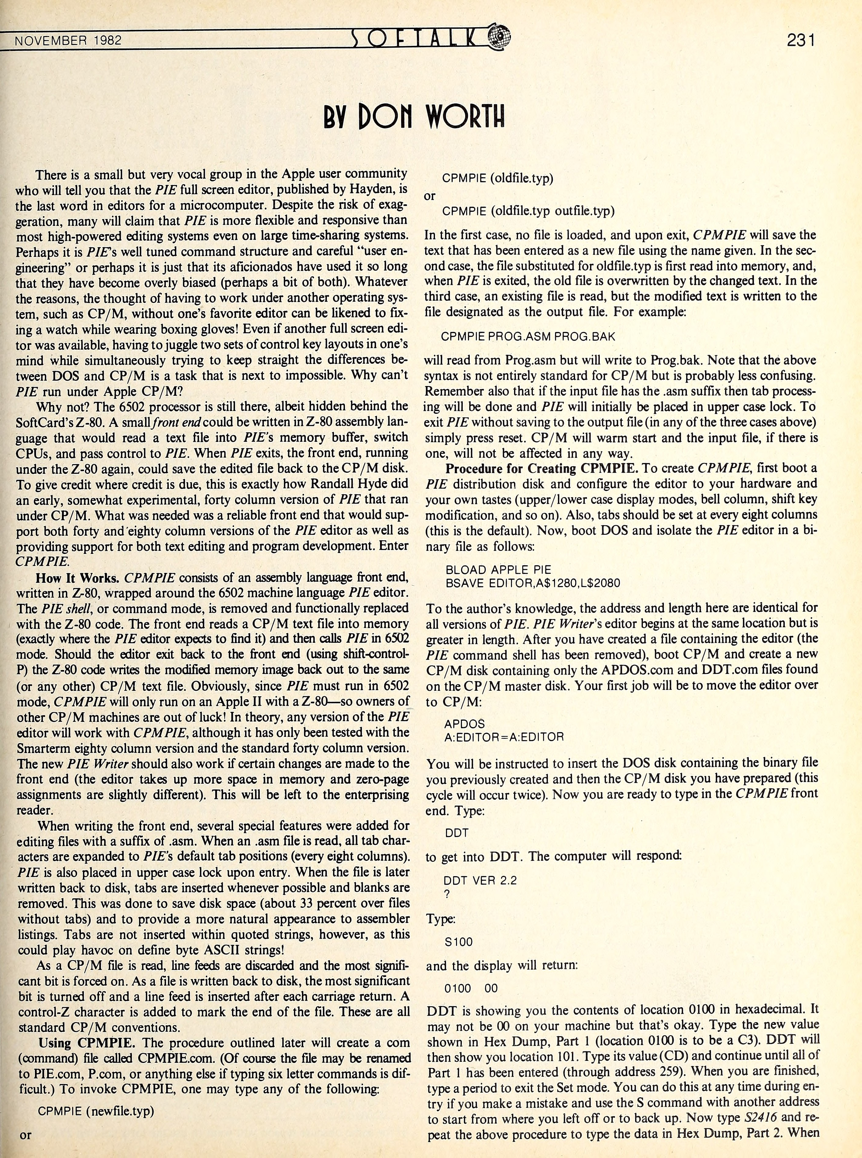 NOVEMBER 1982
SOFTALK
231
BY DON WORTH
There is a small but very vocal group in the Apple user community
who will tell you that the PIE full screen editor, published by Hayden, is
the last word in editors for a microcomputer. Despite the risk of exag-
geration, many will claim that PIE is more flexible and responsive than
most high-powered editing systems even on large time-sharing systems.
Perhaps it is PIE's well tuned command structure and careful “user en-
gineering” or perhaps it is just that its aficionados have used it so long
that they have become overly biased (perhaps a bit of both). Whatever
the reasons, the thought of having to work under another operating sys-
tem, such as CP/M, without one's favorite editor can be likened to fix-
ing a watch while wearing boxing gloves! Even if another full screen edi-
tor was available, having to juggle two sets of control key layouts in one's
mind while simultaneously trying to keep straight the differences be-
tween DOS and CP/M is a task that is next to impossible. Why can't
PIE run under Apple CP/M?
Why not? The 6502 processor is still there, albeit hidden behind the
SoftCard's Z-80. A small front end could be written in Z-80 assembly lan-
guage that would read a text file into PIE's memory buffer, switch
CPUs, and pass control to PIE. When PIE exits, the front end, running
under the Z-80 again, could save the edited file back to the CP/M disk.
To give credit where credit is due, this is exactly how Randall Hyde did
an early, somewhat experimental, forty column version of PIE that ran
under CP/M. What was needed was a reliable front end that would sup-
port both forty and eighty column versions of the PIE editor as well as
providing support for both text editing and program development. Enter
CPMPIE.
How It Works. CPMPIE consists of an assembly language front end,
written in Z-80, wrapped around the 6502 machine language PIE editor.
The PIE shell, or command mode, is removed and functionally replaced
with the Z-80 code. The front end reads a CP/M text file into memory
(exactly where the PIE editor expects to find it) and then calls PIE in 6502
mode. Should the editor exit back to the front end (using shift-control-
P) the Z-80 code writes the modified memory image back out to the same
(or any other) CP/M text file. Obviously, since PIE must run in 6502
mode, CPMPIE will only run on an Apple II with a Z-80—so owners of
other CP/M machines are out of luck! In theory, any version of the PIE
editor will work with CPMPIE, although it has only been tested with the
Smarterm eighty column version and the standard forty column version.
The new PIE Writer should also work if certain changes are made to the
front end (the editor takes up more space in memory and zero-page
assignments are slightly different). This will be left to the enterprising
reader.
When writing the front end, several special features were added for
editing files with a suffix of .asm. When an .asm file is read, all tab char-
acters are expanded to PIE's default tab positions (every eight columns).
PIE is also placed in upper case lock upon entry. When the file is later
written back to disk, tabs are inserted whenever possible and blanks are
removed. This was done to save disk space (about 33 percent over files
without tabs) and to provide a more natural appearance to assembler
listings. Tabs are not inserted within quoted strings, however, as this
could play havoc on define byte ASCII strings!
As a CP/M file is read, line feeds are discarded and the most signifi-
cant bit is forced on. As a file is written back to disk, the most significant
bit is turned off and a line feed is inserted after each carriage return. A
control-Z character is added to mark the end of the file. These are all
standard CP/M conventions.
Using CPMPIE. The procedure outlined later will create a com
(command) file called CPMPIE.com. (Of course the file may be renamed
to PIE.com, P.com, or anything else if typing six letter commands is dif-
ficult.) To invoke CPMPIE, one may type any of the following:
CPMPIE (newfile.typ)
or
CPMPIE (oldfile.typ)
or
CPMPIE (oldfile.typ outfile.typ)
In the first case, no file is loaded, and upon exit, CPMPIE will save the
text that has been entered as a new file using the name given. In the sec-
ond case, the file substituted for oldfile.typ is first read into memory, and,
when PIE is exited, the old file is overwritten by the changed text. In the
third case, an existing file is read, but the modified text is written to the
file designated as the output file. For example:
CPMPIE PROG.ASM PROG.BAK
will read from Prog.asm but will write to Prog.bak. Note that the above
syntax is not entirely standard for CP/M but is probably less confusing.
Remember also that if the input file has the .asm suffix then tab process-
ing will be done and PIE will initially be placed in upper case lock. To
exit PIE without saving to the output file (in any of the three cases above)
simply press reset. CP/M will warm start and the input file, if there is
one, will not be affected in any way.
Procedure for Creating CPMPIE. To create CPMPIE, first boot a
PIE distribution disk and configure the editor to your hardware and
your own tastes (upper/lower case display modes, bell column, shift key
modification, and so on). Also, tabs should be set at every eight columns
(this is the default). Now, boot DOS and isolate the PIE editor in a bi-
nary file as follows:
BLOAD APPLE PIE
BSAVE EDITOR,A$1280,L$2080
To the author's knowledge, the address and length here are identical for
all versions of PIE. PIE Writer's editor begins at the same location but is
greater in length. After you have created a file containing the editor (the
PIE command shell has been removed), boot CP/M and create a new
CP/M disk containing only the APDOS.com and DDT.com files found
on the CP/M master disk. Your first job will be to move the editor over
to CP/M:
APDOS
A:EDITOR=A:EDITOR
You will be instructed to insert the DOS disk containing the binary file
you previously created and then the CP/M disk you have prepared (this
cycle will occur twice). Now you are ready to type in the CPMPIE front
end. Type:
DDT
to get into DDT. The computer will respond:
DDT VER 2.2
?
Type:
S100
and the display will return:
0100 00
DDT is showing you the contents of location 0100 in hexadecimal. It
may not be 00 on your machine but that's okay. Type the new value
shown in Hex Dump, Part 1 (location 0100 is to be a C3). DDT will
then show you location 101. Type its value (CD) and continue until all of
Part 1 has been entered (through address 259). When you are finished,
type a period to exit the Set mode. You can do this at any time during en-
try if you make a mistake and use the S command with another address
to start from where you left off or to back up. Now type S2416 and re-
peat the above procedure to type the data in Hex Dump, Part 2. When